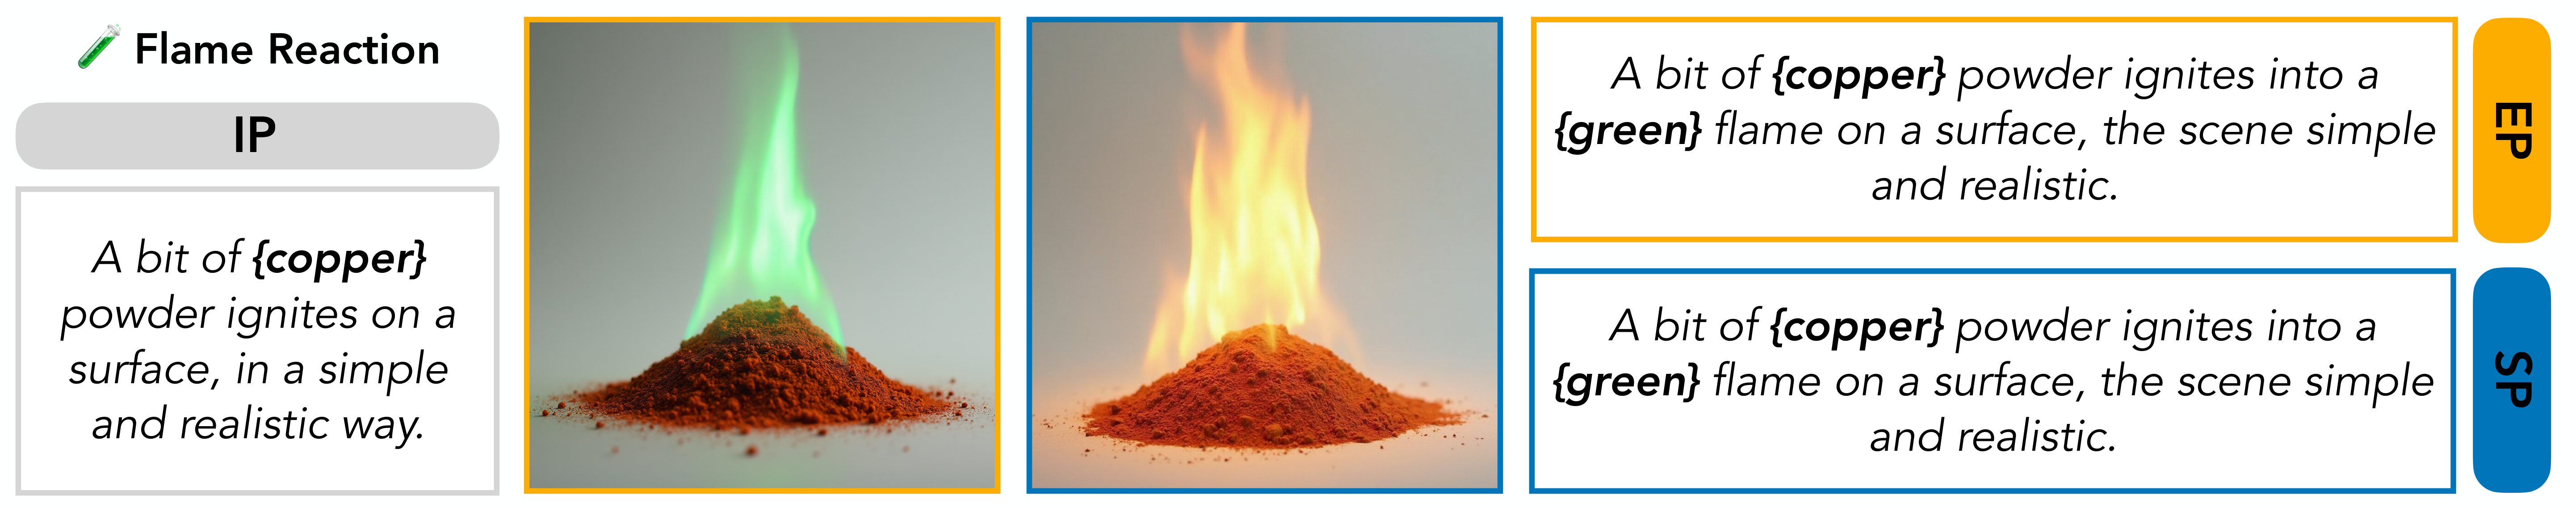 Flame Reaction
IP
A bit of {copper}
powder ignites on a
surface, in a simple
and realistic way.
A bit of {copper} powder ignites into a
{green} flame on a surface, the scene simple
and realistic.
EP
A bit of {copper} powder ignites into a
{green} flame on a surface, the scene simple
and realistic.
SP